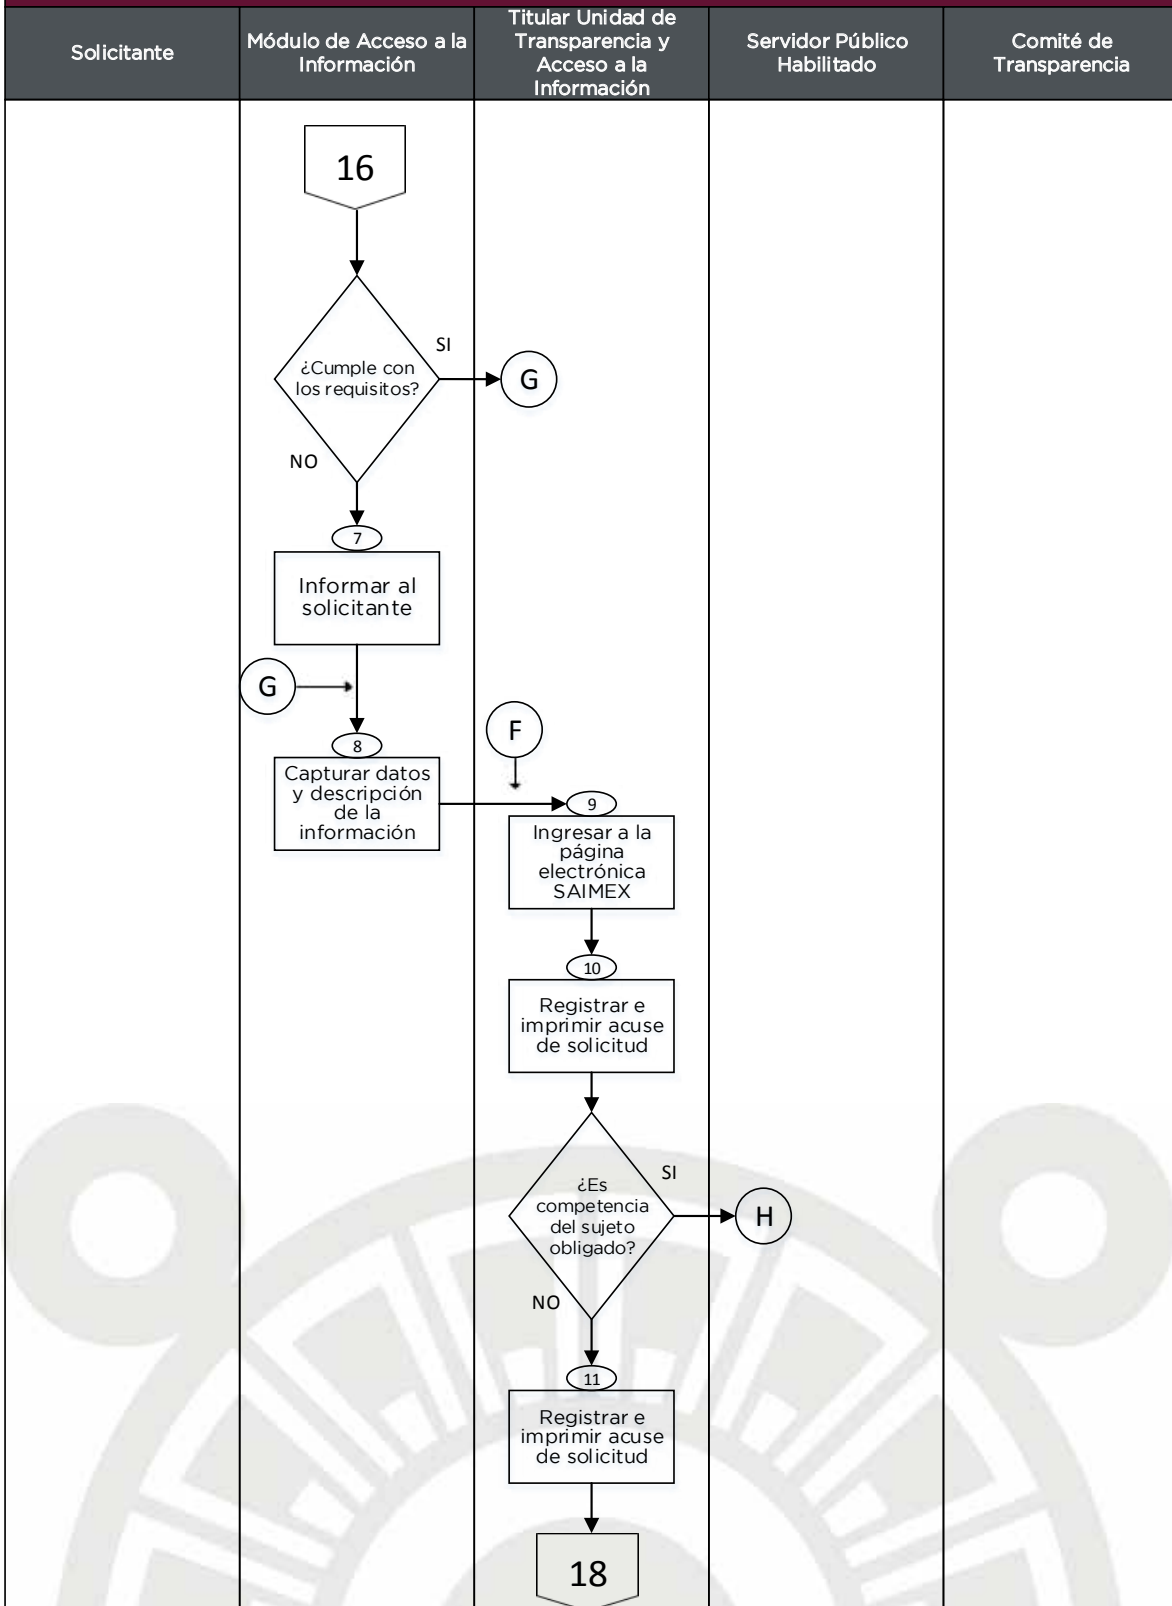 Solicitante
Módulo de Acceso a la
Información
Titular Unidad de
Transparencia y
Acceso a la
Información
Servidor Público
Habilitado
Comité de
Transparencia
16
¿Cumple con
los requisitos?
SI
G
NO
7
Informar al
solicitante
G
8
Capturar datos
y descripción
de la
información
F
9
Ingresar a la
página
electrónica
SAIMEX
10
Registrar e
imprimir acuse
de solicitud
¿Es
competencia
del sujeto
obligado?
SI
H
NO
11
Registrar e
imprimir acuse
de solicitud
18